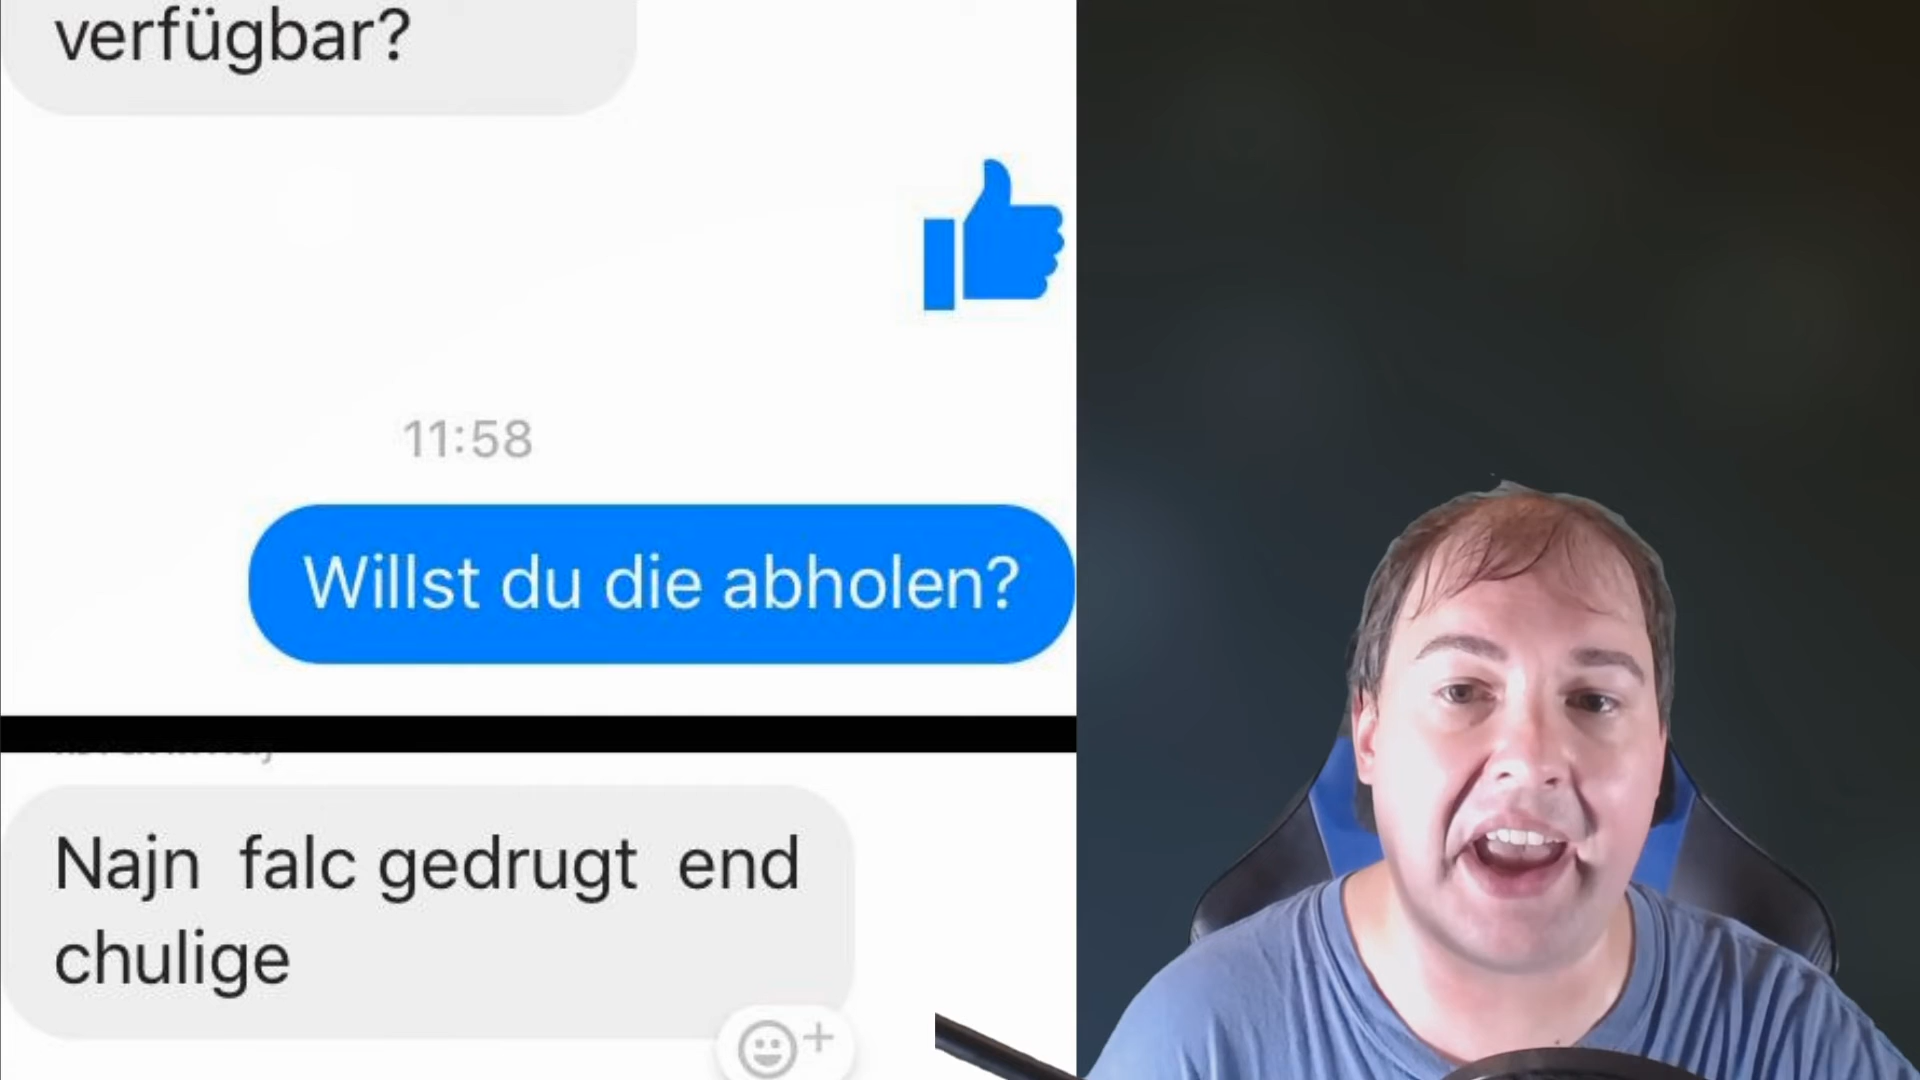 verfügbar?
11:58
Willst du die abholen?
Najn falc gedrugt end
chulige